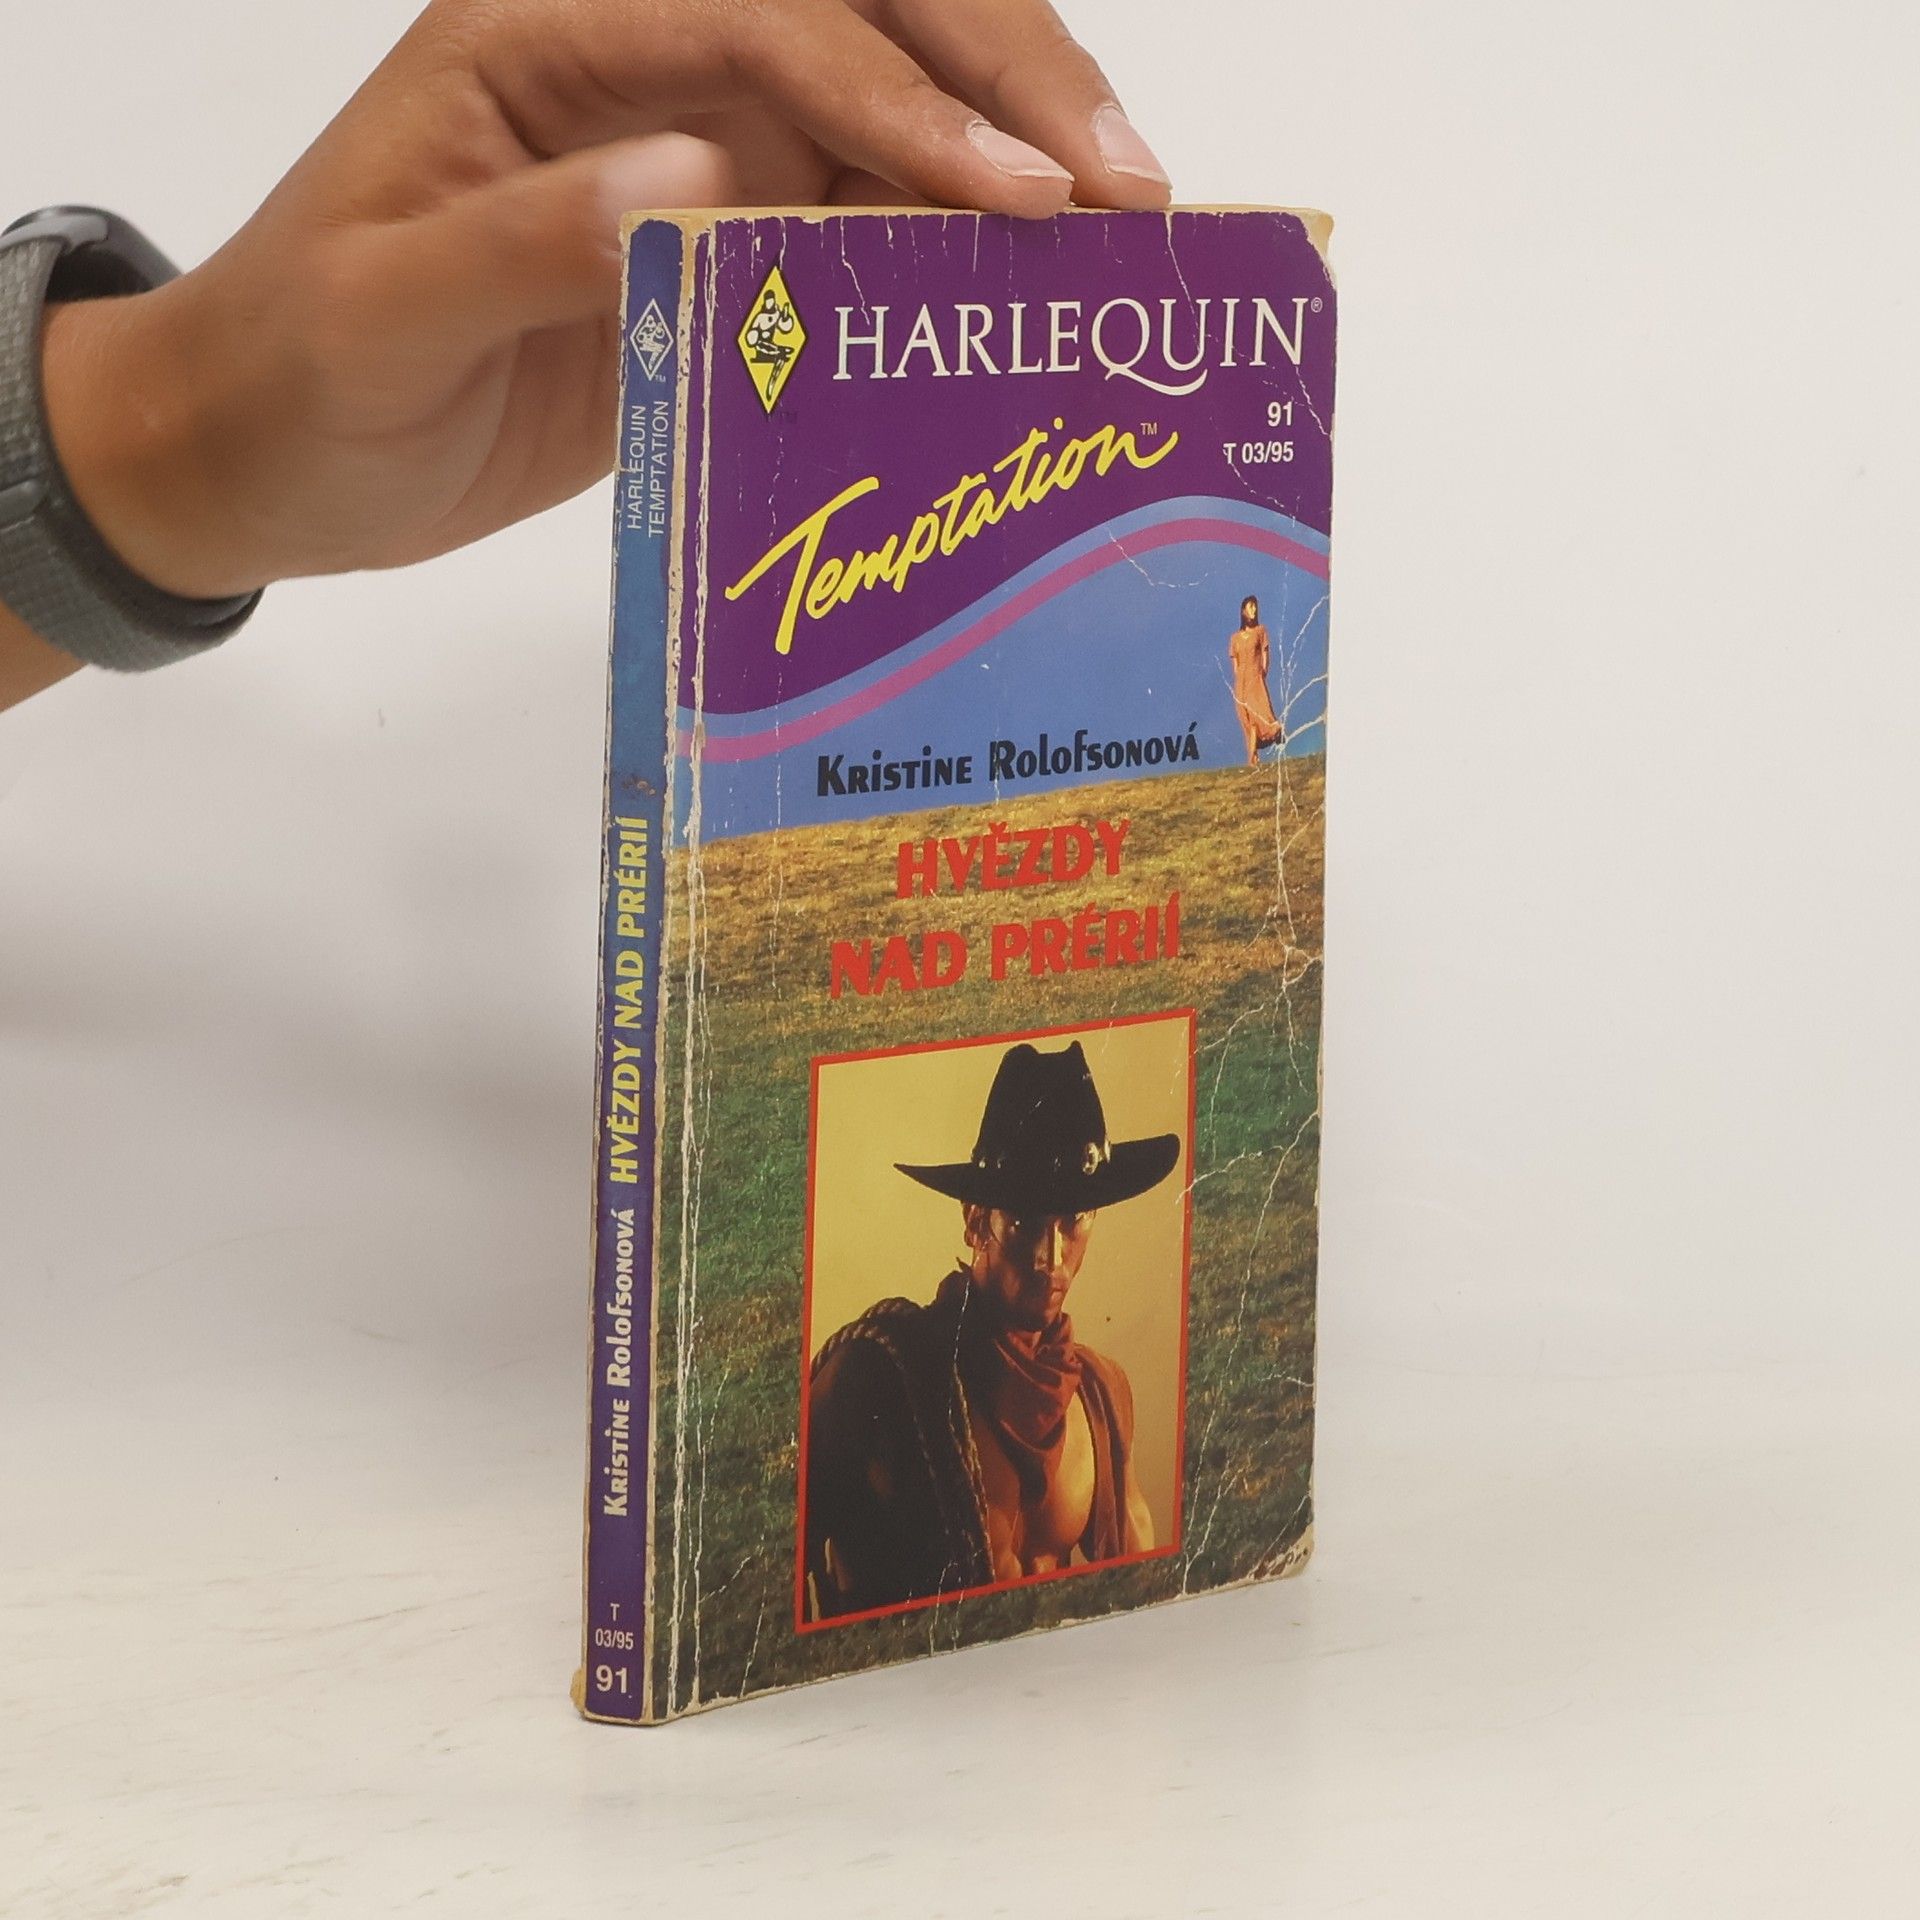 HARLEQUIN®
91
T 03/95
Temptation™
Kristine Rolofsonová
HVĚZDY
NAD PRÉRIÍ
HARLEQUIN
TEMPTATION
Kristine Rolofsonová HVĚZDY NAD PRÉRIÍ
T
03/95
91